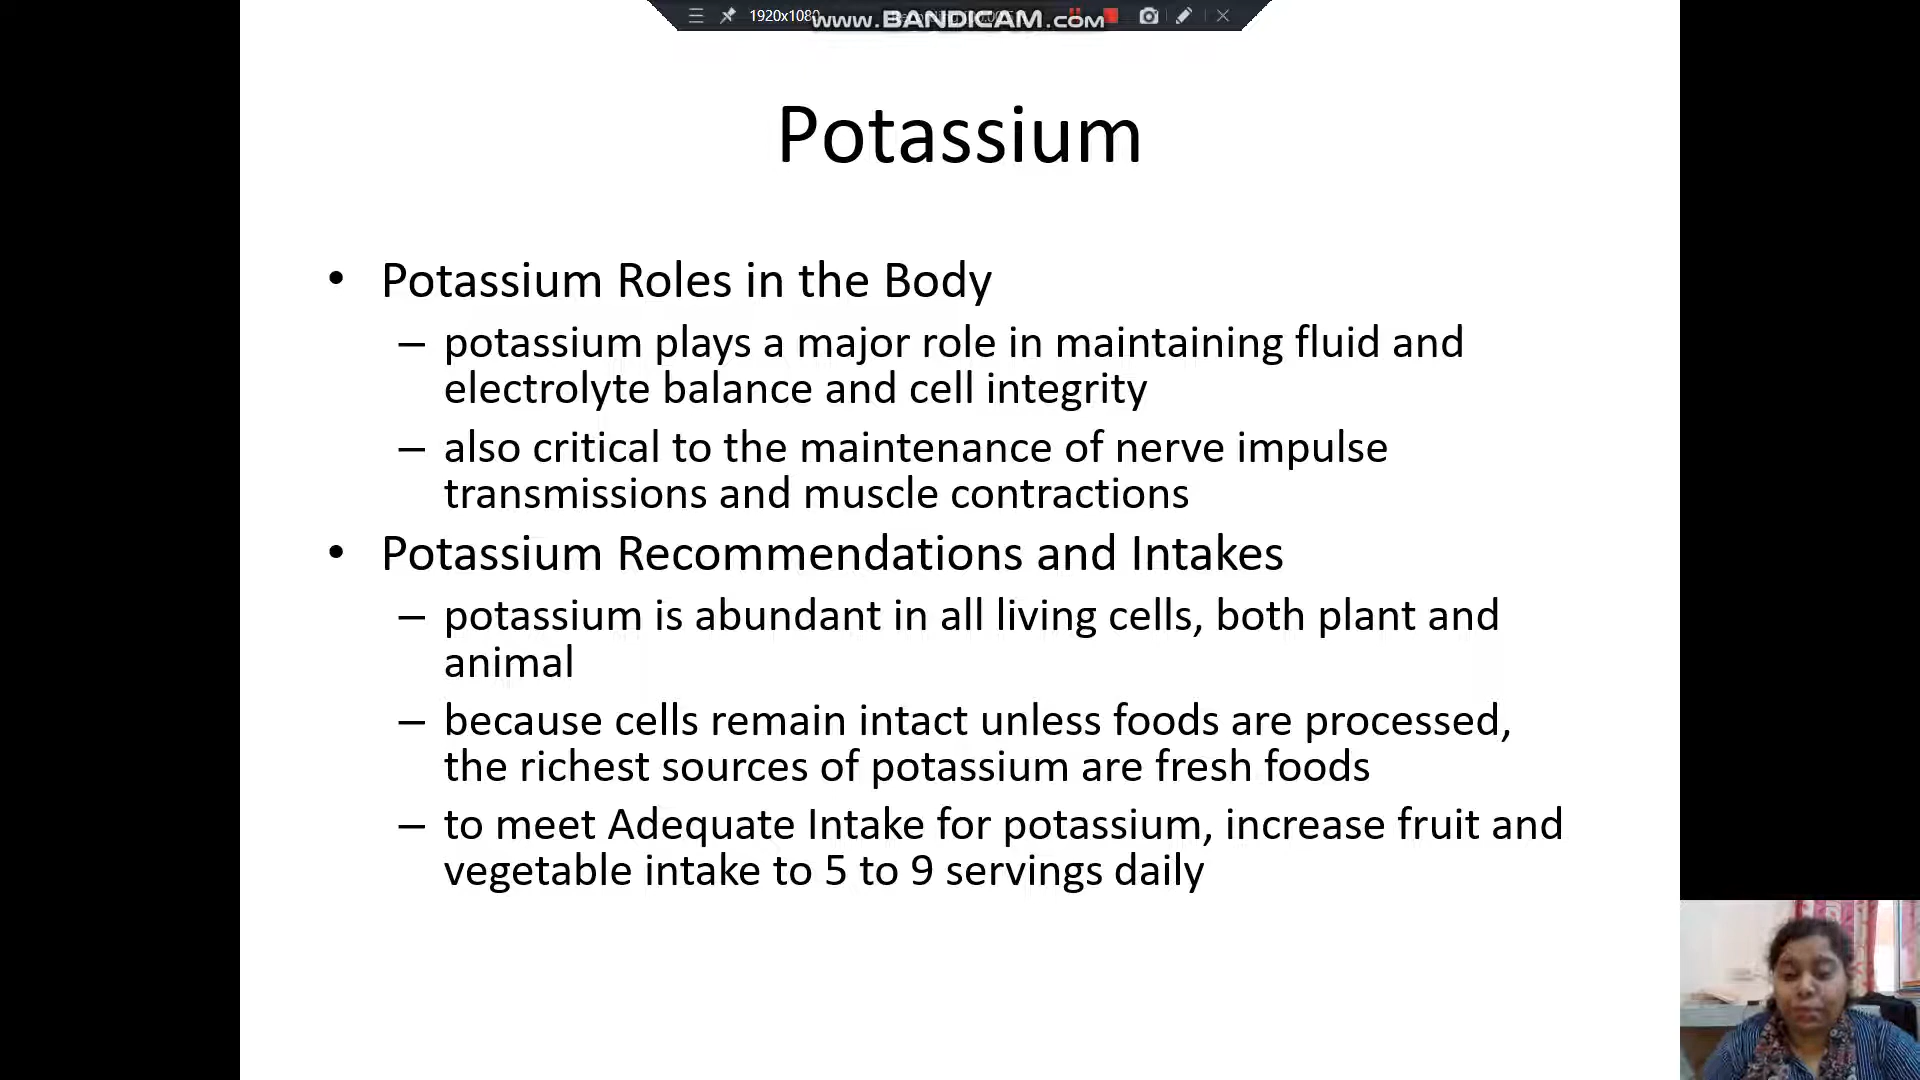 1920x1080
www.BANDICAM.com
Potassium
• Potassium Roles in the Body
– potassium plays a major role in maintaining fluid and
electrolyte balance and cell integrity
– also critical to the maintenance of nerve impulse
transmissions and muscle contractions
• Potassium Recommendations and Intakes
– potassium is abundant in all living cells, both plant and
animal
– because cells remain intact unless foods are processed,
the richest sources of potassium are fresh foods
– to meet Adequate Intake for potassium, increase fruit and
vegetable intake to 5 to 9 servings daily